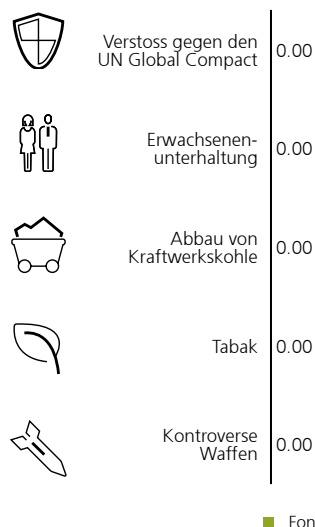 Verstoss gegen den
UN Global Compact
0.00
Erwachsenen-
unterhaltung
0.00
Abbau von
Kraftwerkskohle
0.00
Tabak
0.00
Kontroverse
Waffen
0.00
Fon